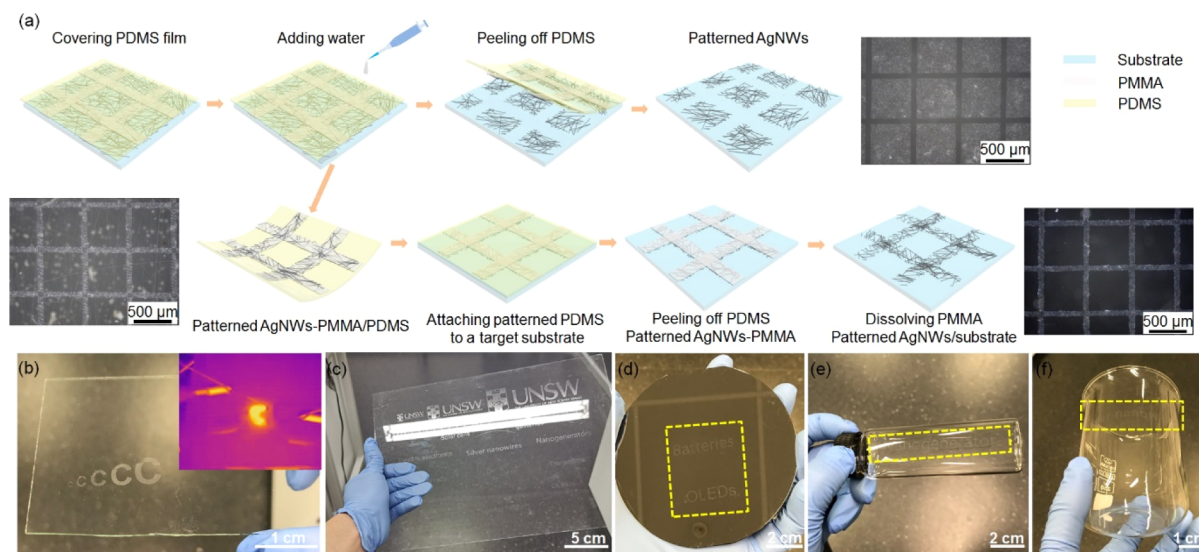 (a)
Covering PDMS film
Adding water
Peeling off PDMS
Patterned AgNWs
500 µm
Substrate
PMMA
PDMS
500 µm
Patterned AgNWs-PMMA/PDMS
Attaching patterned PDMS
to a target substrate
Peeling off PDMS
Patterned AgNWs-PMMA
Dissolving PMMA
Patterned AgNWs/substrate
500 µm
(b)
C C C C
1 cm
(c)
UNSW UNSW UNSW
Silver nanowires
Nanogenerators
5 cm
(d)
Batteries
OLEDs
2 cm
(e)
2 cm
(f)
1 cm